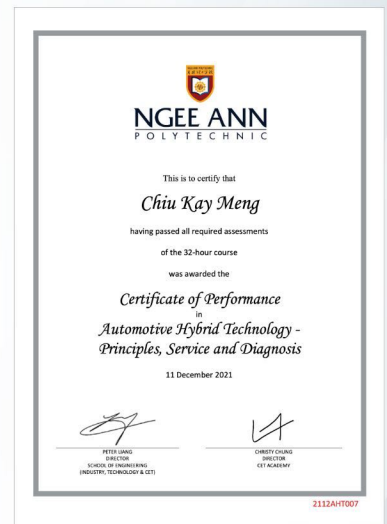 NGEE ANN
POLYTECHNIC
This is to certify that
Chiu Kay Meng
having passed all required assessments
of the 32-hour course
was awarded the
Certificate of Performance
in
Automotive Hybrid Technology -
Principles, Service and Diagnosis
11 December 2021
PETER LIANG
DIRECTOR
SCHOOL OF ENGINEERING
(INDUSTRY, TECHNOLOGY & CET)
CHRISTY CHUNG
DIRECTOR
CET ACADEMY
2112AHT007